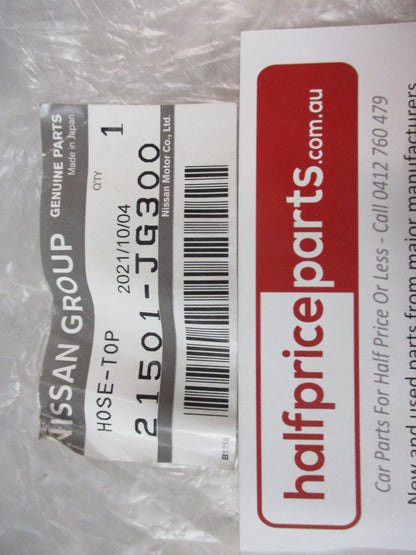 NISSAN GROUP GENUINE PARTS
Made in Japan
HOSE-TOP 2021/10/04 QTY 1
21501-JG300
Nissan Motor Co., Ltd.
halfpriceparts.com.au
Car Parts For Half Price Or Less - Call 0412 760 479
New and used parts from major manufacturers